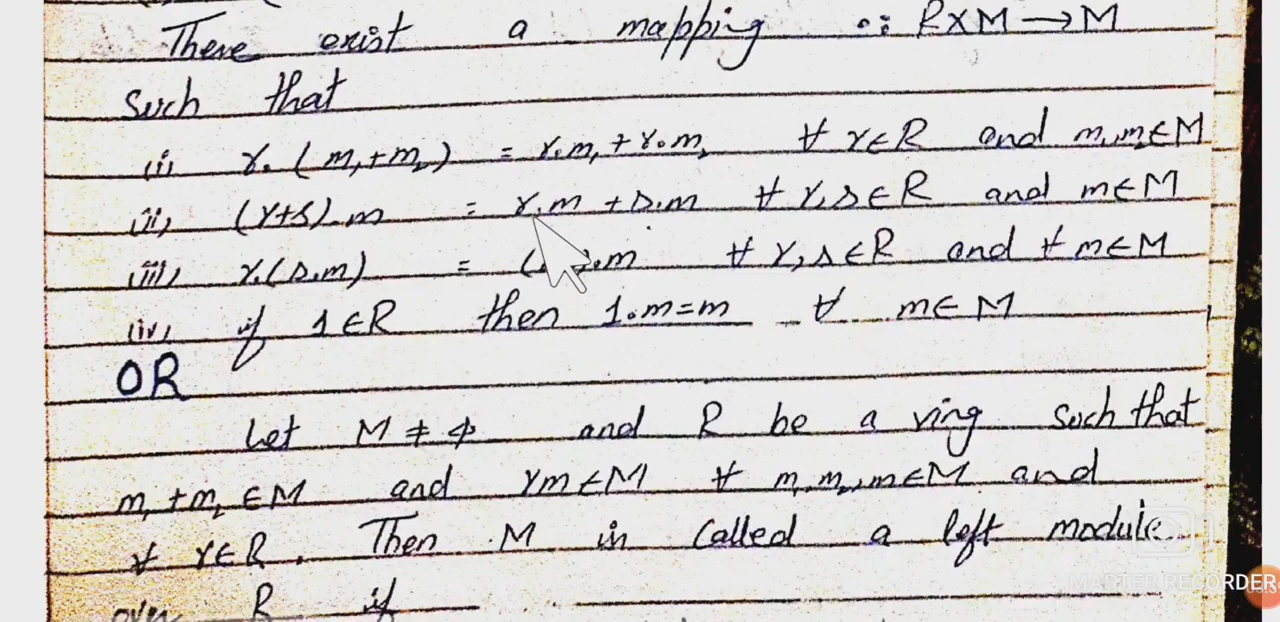 There exist a mapping •: R×M→M
such that
(i) r.(m₁+m₂) = r.m₁+r.m₂ ∀ r∈R and m₁,m₂∈M
(ii) (r+s).m = r.m + s.m ∀ r,s∈R and m∈M
(iii) r.(s.m) = ( ).m ∀ r,s∈R and ∀ m∈M
(iv) if 1∈R then 1.m=m ∀ m∈M
OR
Let M ≠ ϕ and R be a ring such that
m₁+m₂∈M and rm∈M ∀ m₁,m₂,m∈M and
∀ r∈R. Then M is called a left module
MASTER RECORDER
over R if